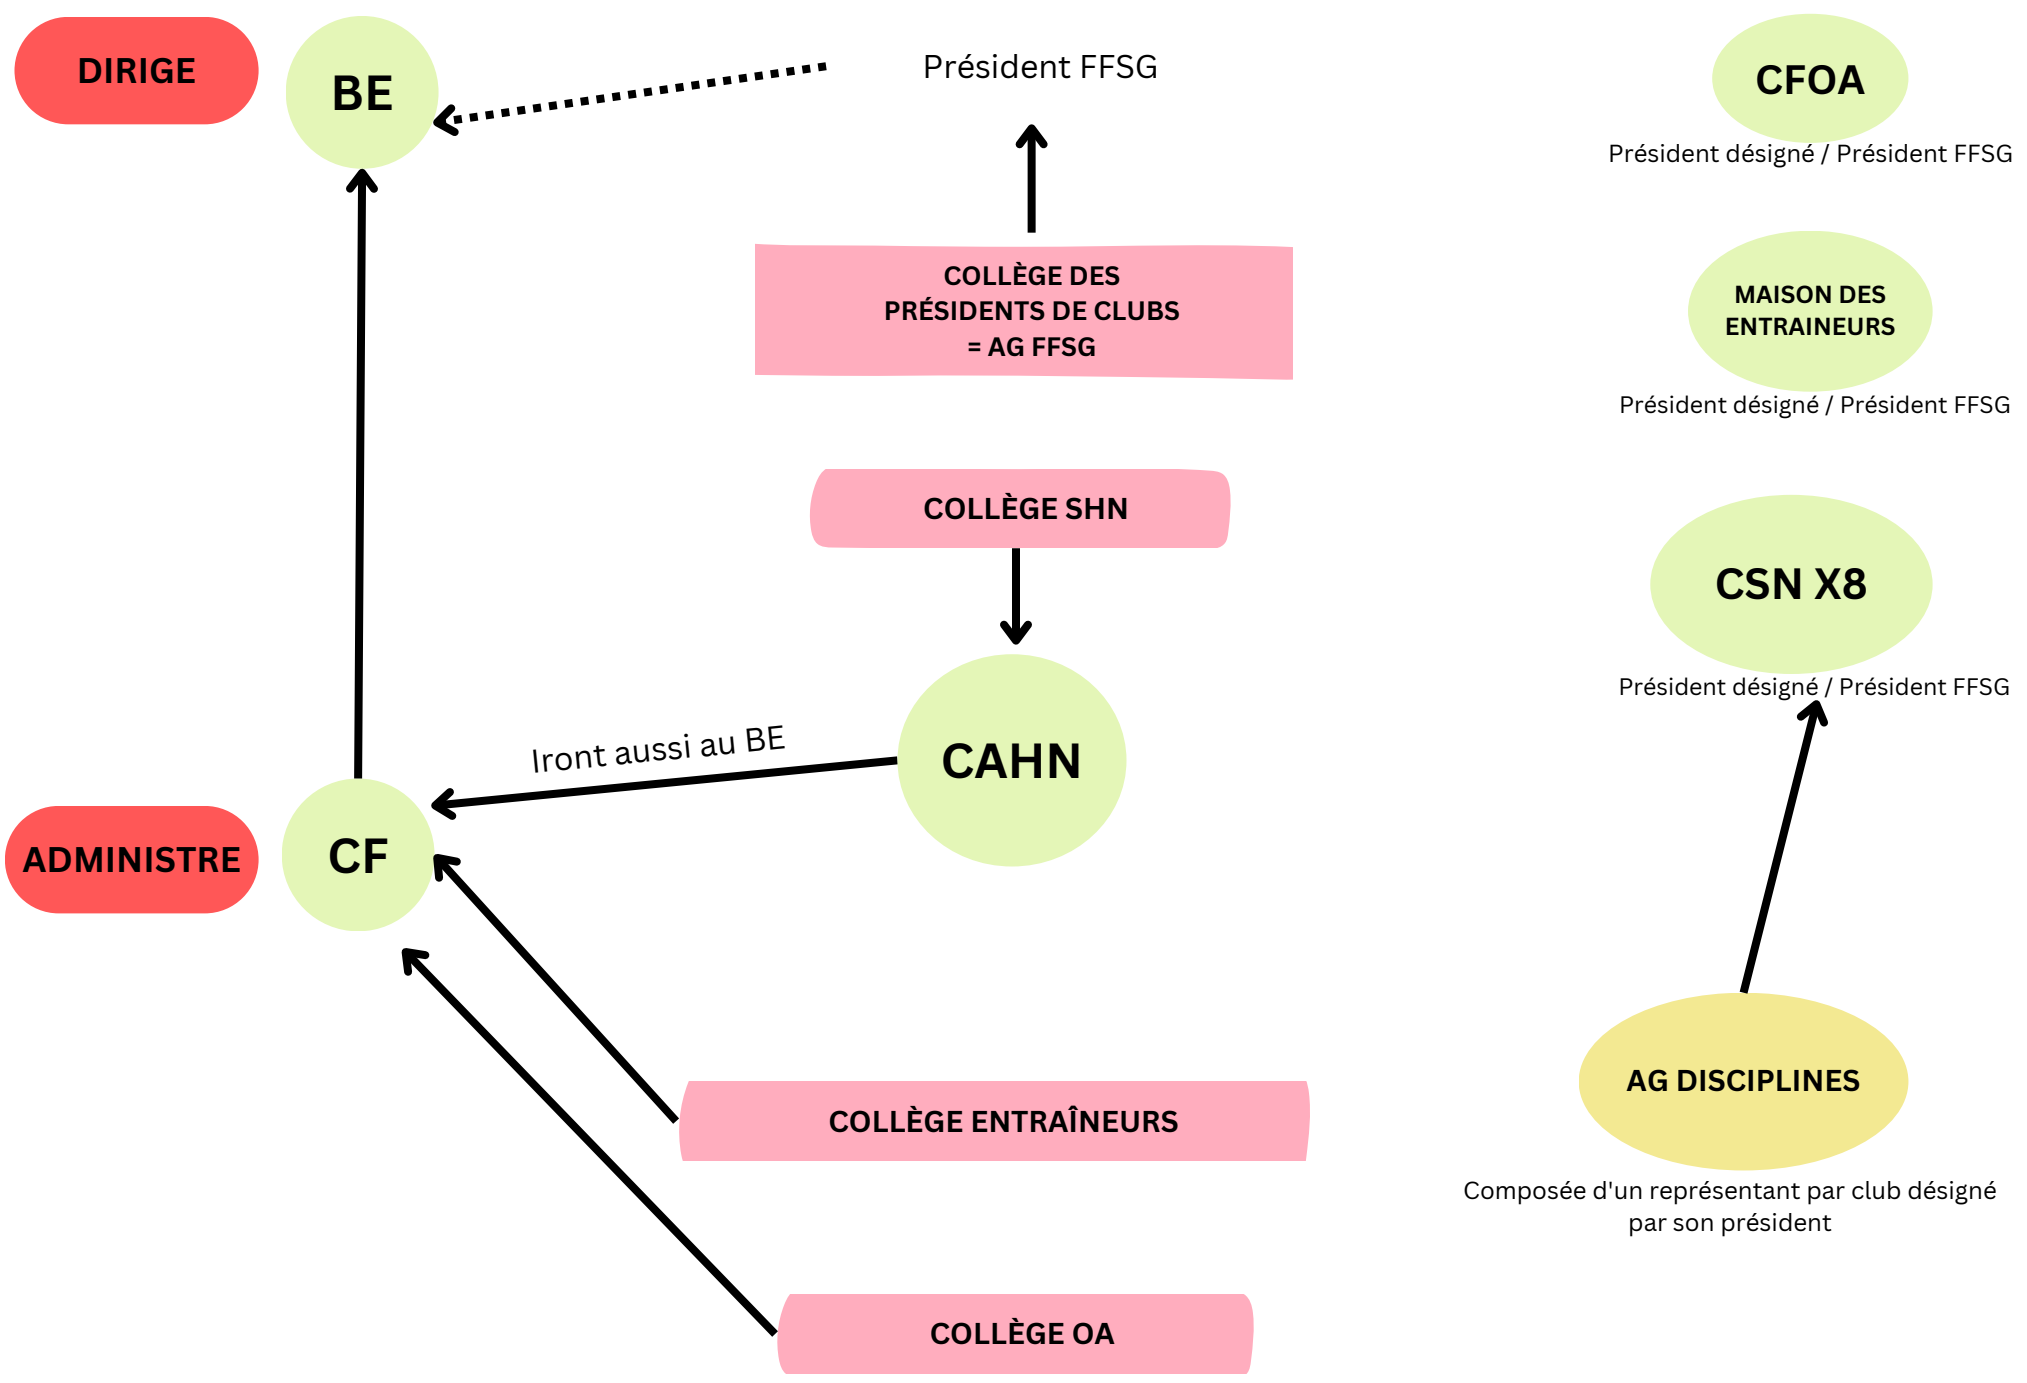 DIRIGE
BE
Président FFSG
CFOA
Président désigné / Président FFSG
COLLÈGE DES
PRÉSIDENTS DE CLUBS
= AG FFSG
MAISON DES
ENTRAINEURS
Président désigné / Président FFSG
COLLÈGE SHN
CSN X8
Président désigné / Président FFSG
Iront aussi au BE
CAHN
ADMINISTRE
CF
AG DISCIPLINES
COLLÈGE ENTRAÎNEURS
Composée d'un représentant par club désigné
par son président
COLLÈGE OA